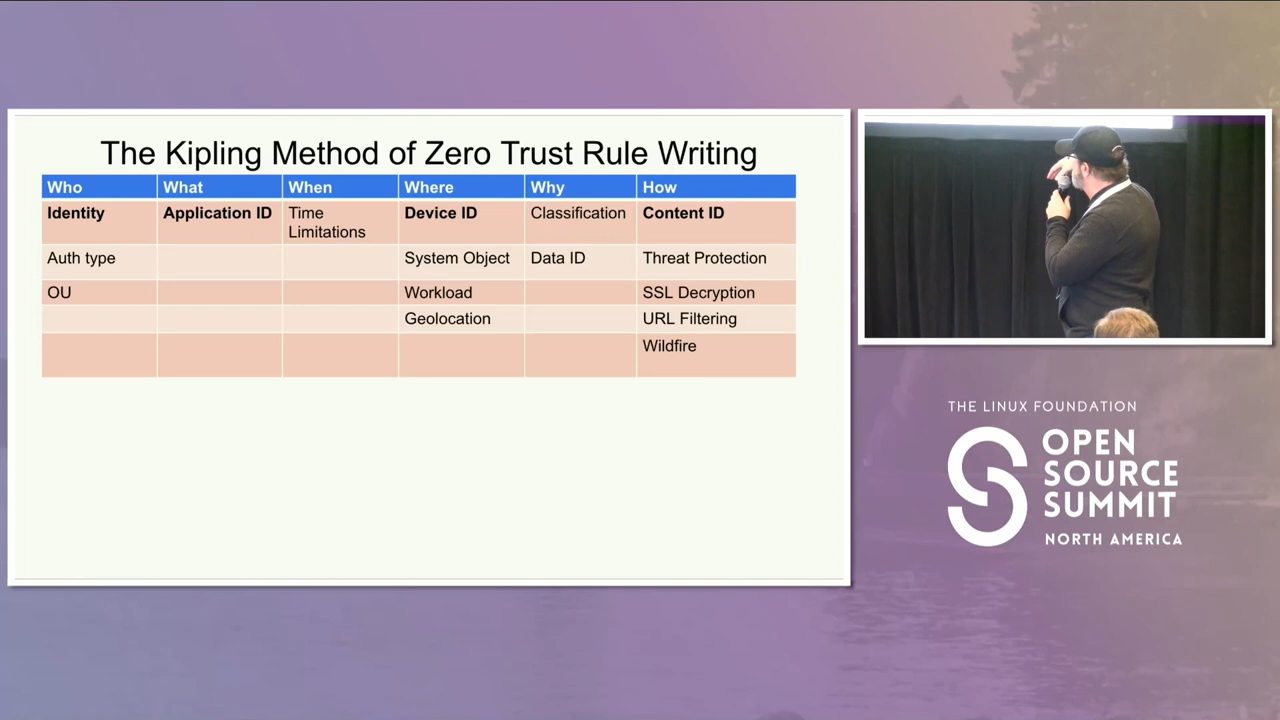 The Kipling Method of Zero Trust Rule Writing
Who What When Where Why How
Identity Application ID Time Limitations Device ID Classification Content ID
Auth type System Object Data ID Threat Protection
OU Workload SSL Decryption
Geolocation URL Filtering
Wildfire
THE LINUX FOUNDATION
OPEN
SOURCE
SUMMIT
NORTH AMERICA